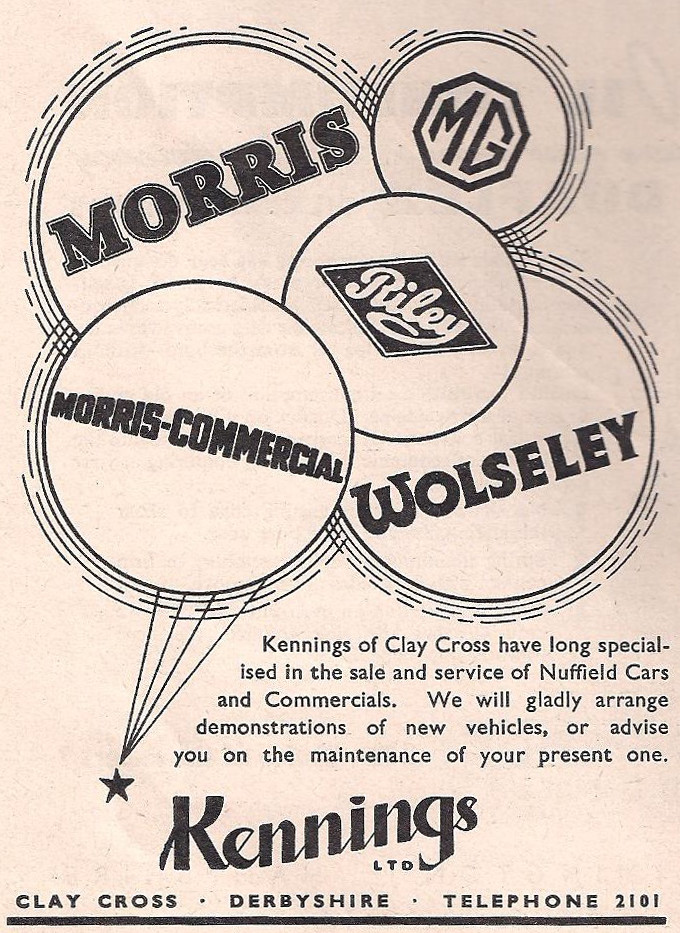 MORRIS
MG
Riley
MORRIS-COMMERCIAL
WOLSELEY
Kennings of Clay Cross have long special-
ised in the sale and service of Nuffield Cars
and Commercials. We will gladly arrange
demonstrations of new vehicles, or advise
you on the maintenance of your present one.
Kennings
LTD
CLAY CROSS · DERBYSHIRE · TELEPHONE 2101